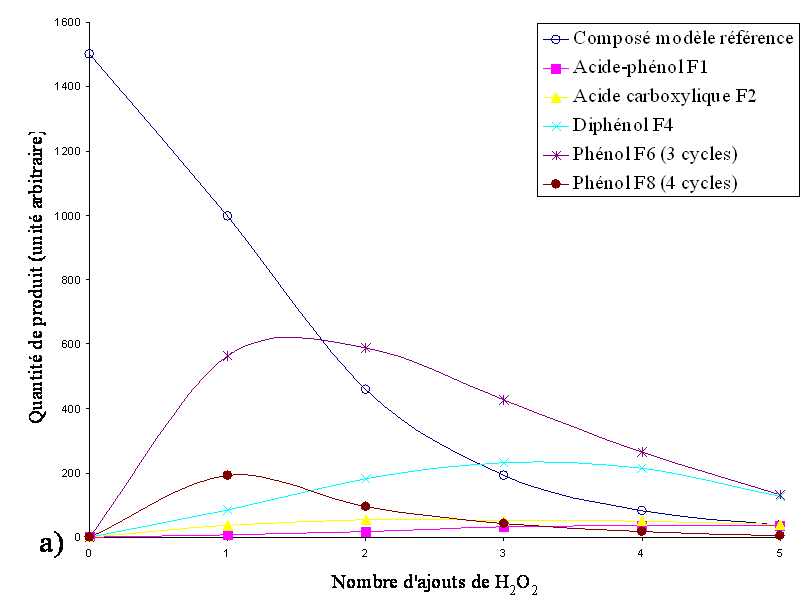 Composé modèle référence
Acide-phénol F1
Acide carboxylique F2
Diphénol F4
Phénol F6 (3 cycles)
Phénol F8 (4 cycles)
Quantité de produit (unité arbitraire)
1600
1400
1200
1000
800
600
400
200
0
a)
0 1 2 3 4 5
Nombre d'ajouts de H₂O₂